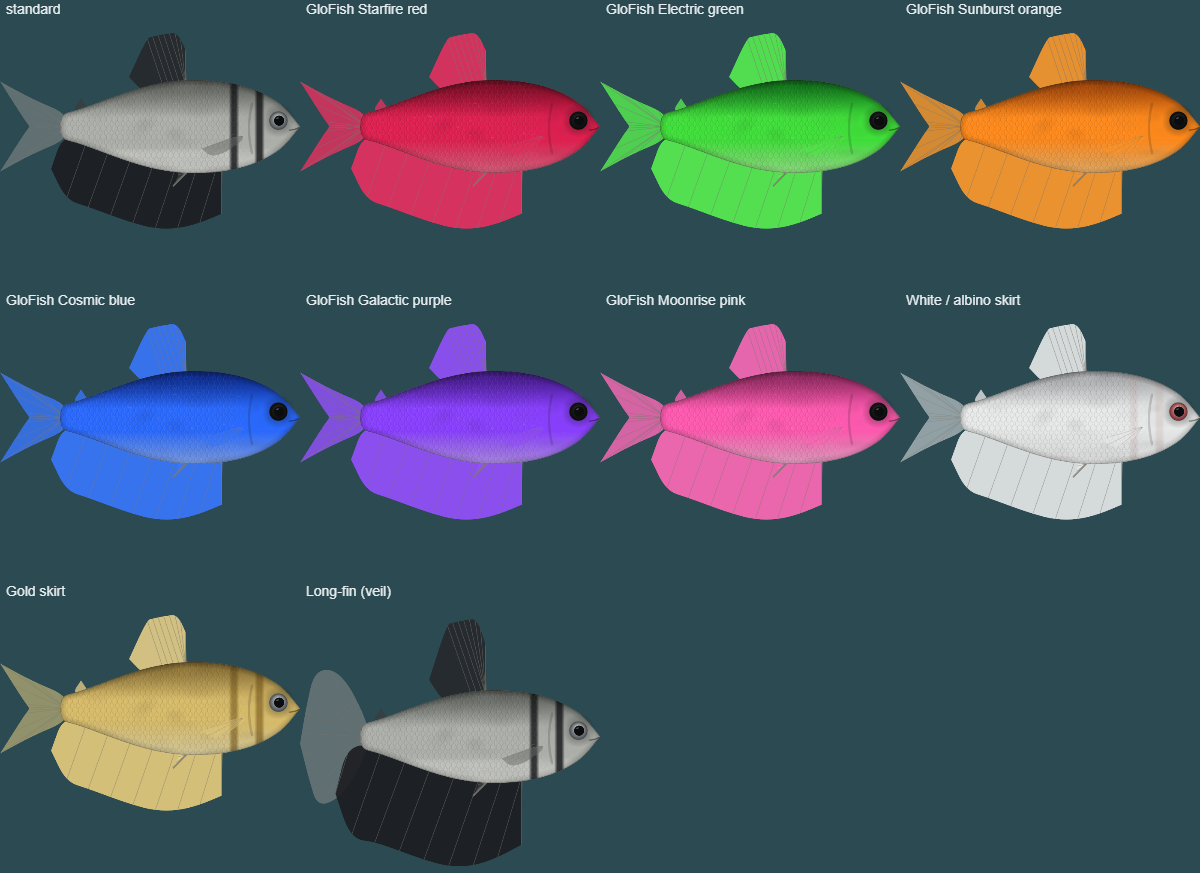 standard
GloFish Starfire red
GloFish Electric green
GloFish Sunburst orange
GloFish Cosmic blue
GloFish Galactic purple
GloFish Moonrise pink
White / albino skirt
Gold skirt
Long-fin (veil)